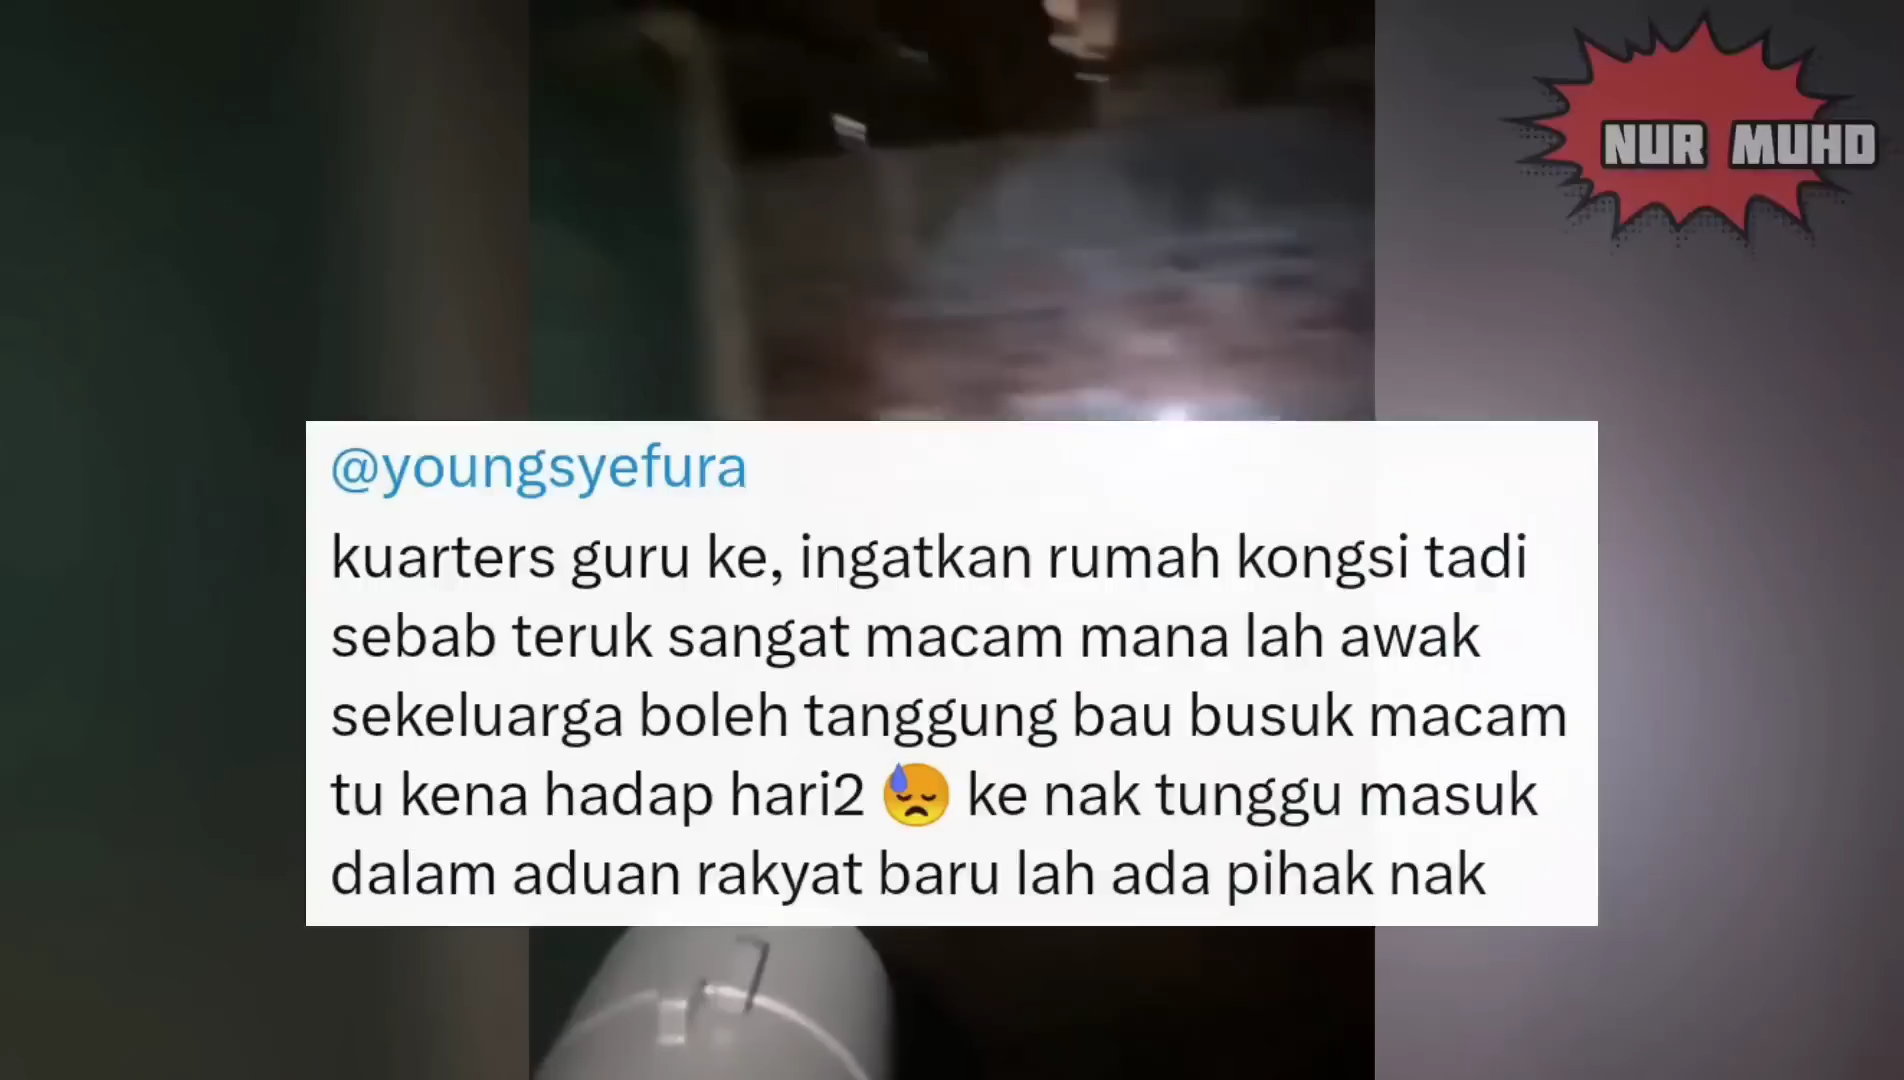 NUR MUHD
@youngsyefura
kuarters guru ke, ingatkan rumah kongsi tadi
sebab teruk sangat macam mana lah awak
sekeluarga boleh tanggung bau busuk macam
tu kena hadap hari2 😓 ke nak tunggu masuk
dalam aduan rakyat baru lah ada pihak nak